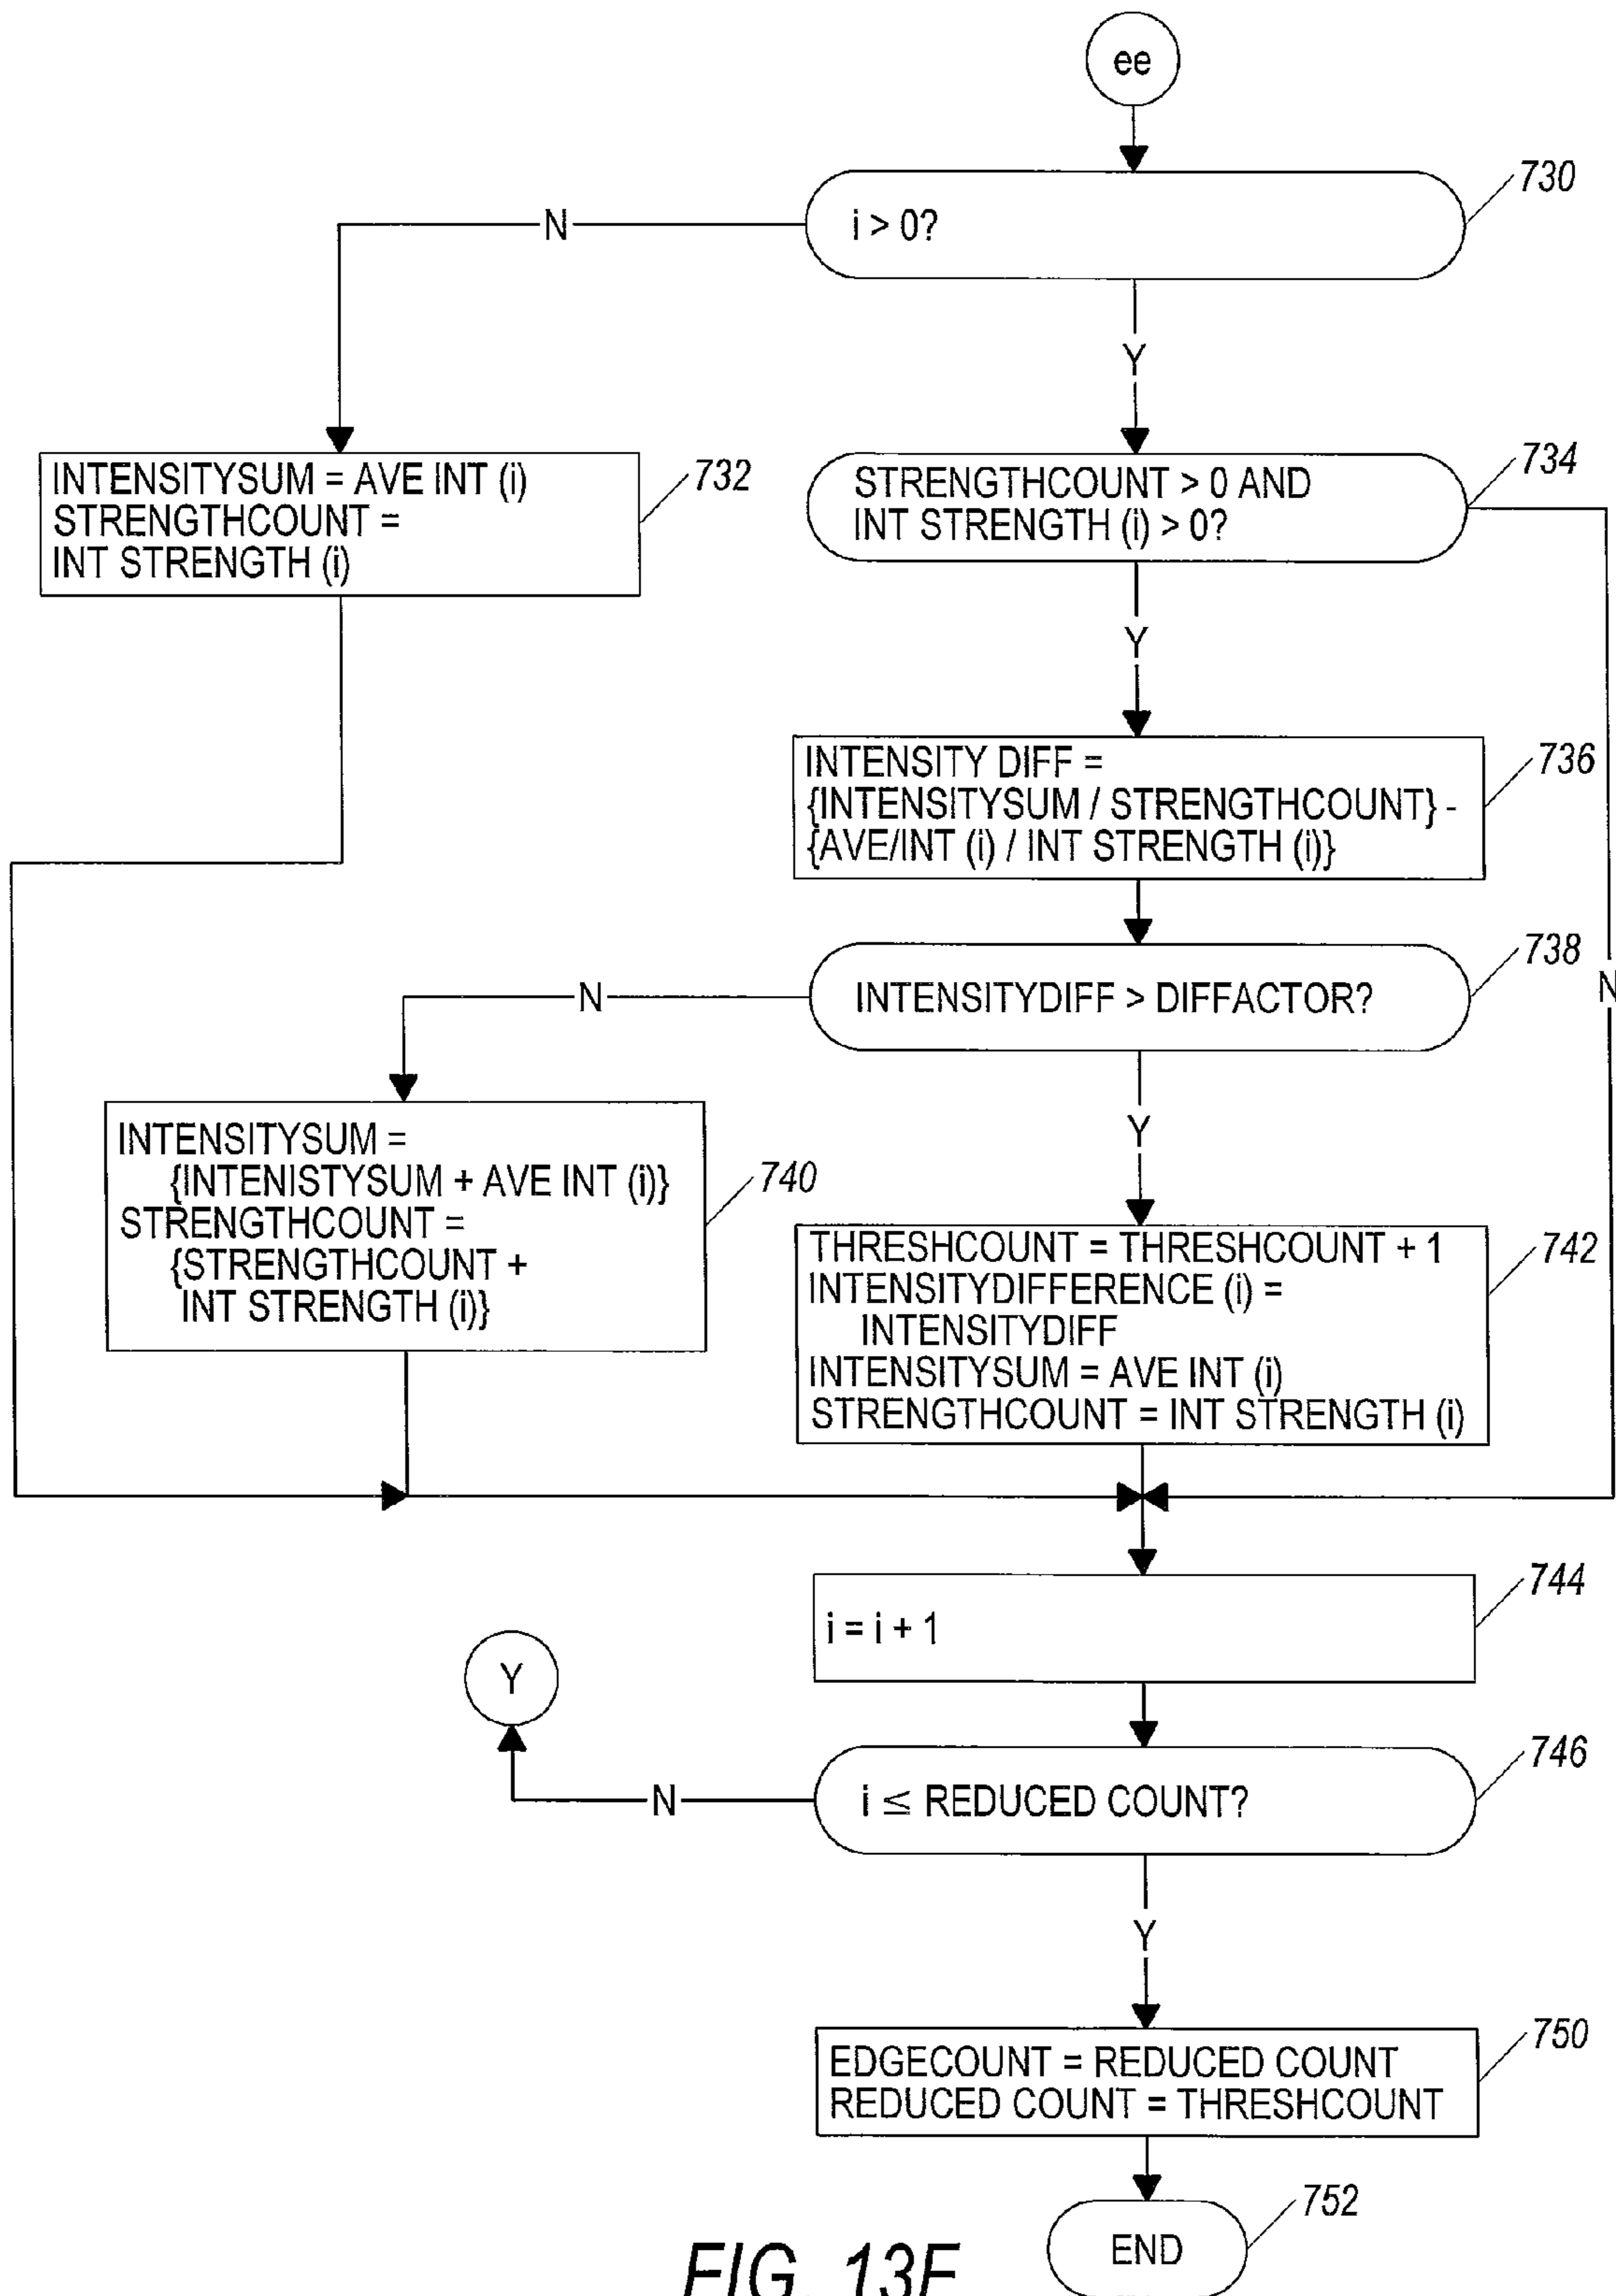 ee
730
i > 0?
N
Y
INTENSITYSUM = AVE INT (i)
STRENGTHCOUNT =
INT STRENGTH (i)
732
STRENGTHCOUNT > 0 AND
INT STRENGTH (i) > 0?
734
Y
N
INTENSITY DIFF =
{INTENSITYSUM / STRENGTHCOUNT} -
{AVE/INT (i) / INT STRENGTH (i)}
736
INTENSITYDIFF > DIFFACTOR?
738
N
Y
INTENSITYSUM =
{INTENISTYSUM + AVE INT (i)}
STRENGTHCOUNT =
{STRENGTHCOUNT +
INT STRENGTH (i)}
740
THRESHCOUNT = THRESHCOUNT + 1
INTENSITYDIFFERENCE (i) =
INTENSITYDIFF
INTENSITYSUM = AVE INT (i)
STRENGTHCOUNT = INT STRENGTH (i)
742
i = i + 1
744
Y
i ≤ REDUCED COUNT?
746
N
Y
EDGECOUNT = REDUCED COUNT
REDUCED COUNT = THRESHCOUNT
750
END
752
FIG. 13F